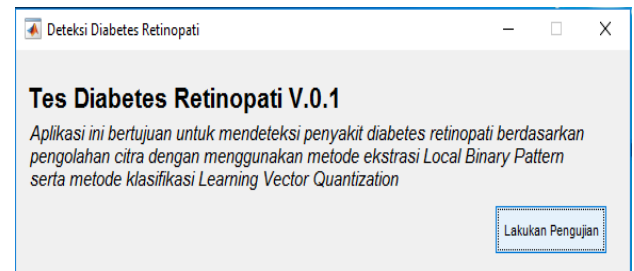 Deteksi Diabetes Retinopati
Tes Diabetes Retinopati V.0.1
Aplikasi ini bertujuan untuk mendeteksi penyakit diabetes retinopati berdasarkan
pengolahan citra dengan menggunakan metode ekstrasi Local Binary Pattern
serta metode klasifikasi Learning Vector Quantization
Lakukan Pengujian